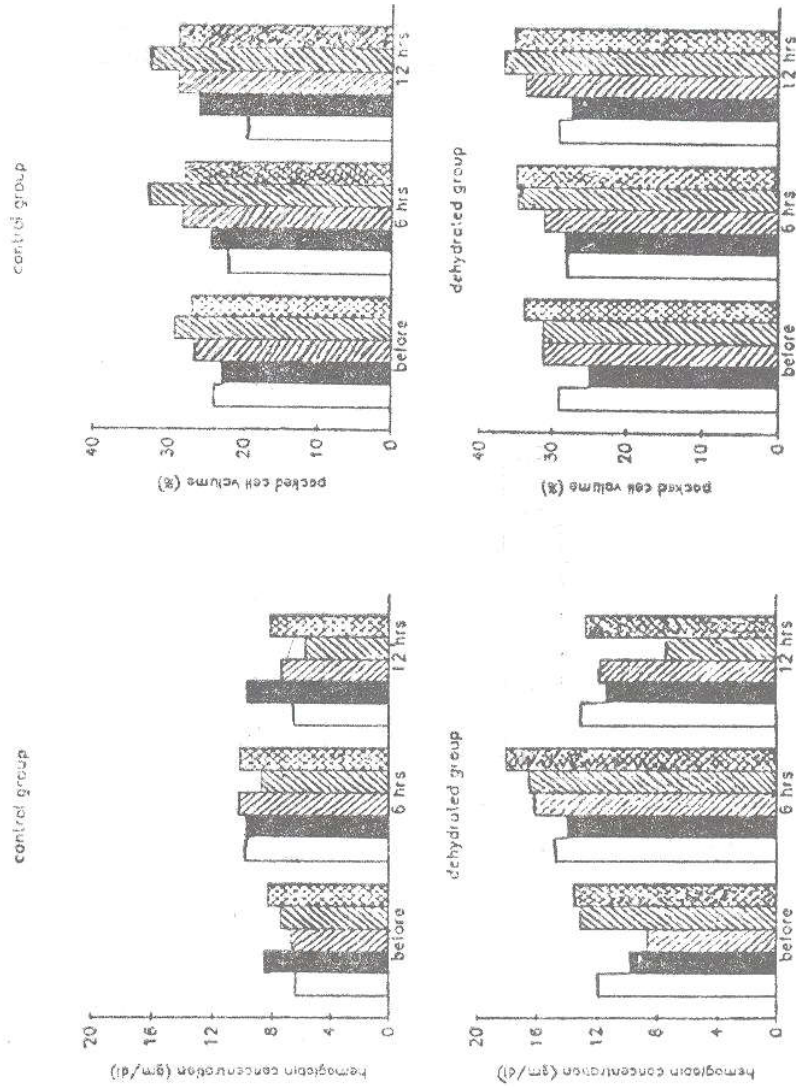 control group
hemoglobin concentration (gm/dl)
20
16
12
8
4
0
before
6 hrs
12 hrs
dehydrated group
hemoglobin concentration (gm/dl)
20
16
12
8
4
0
before
6 hrs
12 hrs
control group
packed cell volume (%)
40
30
20
10
0
before
6 hrs
12 hrs
dehydrated group
packed cell volume (%)
40
30
20
10
0
before
6 hrs
12 hrs